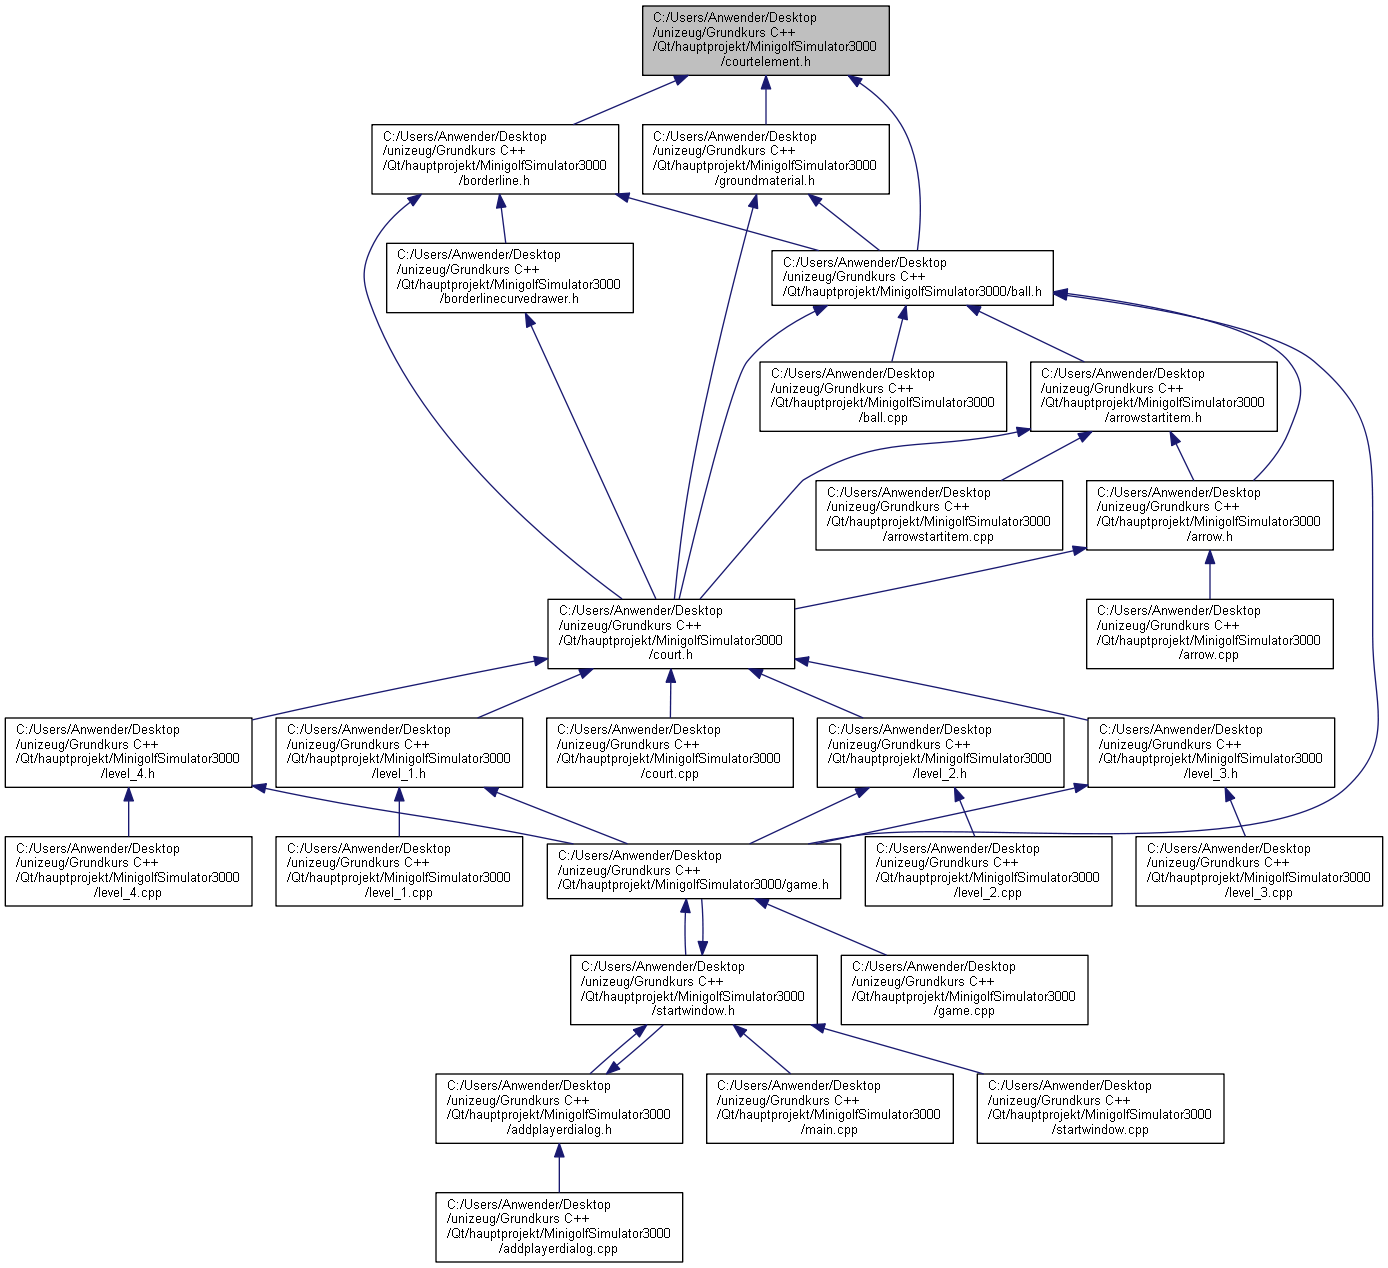 C:/Users/Anwender/Desktop
/unizeug/Grundkurs C++
/Qt/hauptprojekt/MinigolfSimulator3000
/courtelement.h
C:/Users/Anwender/Desktop
/unizeug/Grundkurs C++
/Qt/hauptprojekt/MinigolfSimulator3000
/borderline.h
C:/Users/Anwender/Desktop
/unizeug/Grundkurs C++
/Qt/hauptprojekt/MinigolfSimulator3000
/groundmaterial.h
C:/Users/Anwender/Desktop
/unizeug/Grundkurs C++
/Qt/hauptprojekt/MinigolfSimulator3000
/borderlinecurvedrawer.h
C:/Users/Anwender/Desktop
/unizeug/Grundkurs C++
/Qt/hauptprojekt/MinigolfSimulator3000/ball.h
C:/Users/Anwender/Desktop
/unizeug/Grundkurs C++
/Qt/hauptprojekt/MinigolfSimulator3000
/ball.cpp
C:/Users/Anwender/Desktop
/unizeug/Grundkurs C++
/Qt/hauptprojekt/MinigolfSimulator3000
/arrowstartitem.h
C:/Users/Anwender/Desktop
/unizeug/Grundkurs C++
/Qt/hauptprojekt/MinigolfSimulator3000
/arrowstartitem.cpp
C:/Users/Anwender/Desktop
/unizeug/Grundkurs C++
/Qt/hauptprojekt/MinigolfSimulator3000
/arrow.h
C:/Users/Anwender/Desktop
/unizeug/Grundkurs C++
/Qt/hauptprojekt/MinigolfSimulator3000
/court.h
C:/Users/Anwender/Desktop
/unizeug/Grundkurs C++
/Qt/hauptprojekt/MinigolfSimulator3000
/arrow.cpp
C:/Users/Anwender/Desktop
/unizeug/Grundkurs C++
/Qt/hauptprojekt/MinigolfSimulator3000
/level_4.h
C:/Users/Anwender/Desktop
/unizeug/Grundkurs C++
/Qt/hauptprojekt/MinigolfSimulator3000
/level_1.h
C:/Users/Anwender/Desktop
/unizeug/Grundkurs C++
/Qt/hauptprojekt/MinigolfSimulator3000
/court.cpp
C:/Users/Anwender/Desktop
/unizeug/Grundkurs C++
/Qt/hauptprojekt/MinigolfSimulator3000
/level_2.h
C:/Users/Anwender/Desktop
/unizeug/Grundkurs C++
/Qt/hauptprojekt/MinigolfSimulator3000
/level_3.h
C:/Users/Anwender/Desktop
/unizeug/Grundkurs C++
/Qt/hauptprojekt/MinigolfSimulator3000
/level_4.cpp
C:/Users/Anwender/Desktop
/unizeug/Grundkurs C++
/Qt/hauptprojekt/MinigolfSimulator3000
/level_1.cpp
C:/Users/Anwender/Desktop
/unizeug/Grundkurs C++
/Qt/hauptprojekt/MinigolfSimulator3000/game.h
C:/Users/Anwender/Desktop
/unizeug/Grundkurs C++
/Qt/hauptprojekt/MinigolfSimulator3000
/level_2.cpp
C:/Users/Anwender/Desktop
/unizeug/Grundkurs C++
/Qt/hauptprojekt/MinigolfSimulator3000
/level_3.cpp
C:/Users/Anwender/Desktop
/unizeug/Grundkurs C++
/Qt/hauptprojekt/MinigolfSimulator3000
/startwindow.h
C:/Users/Anwender/Desktop
/unizeug/Grundkurs C++
/Qt/hauptprojekt/MinigolfSimulator3000
/game.cpp
C:/Users/Anwender/Desktop
/unizeug/Grundkurs C++
/Qt/hauptprojekt/MinigolfSimulator3000
/addplayerdialog.h
C:/Users/Anwender/Desktop
/unizeug/Grundkurs C++
/Qt/hauptprojekt/MinigolfSimulator3000
/main.cpp
C:/Users/Anwender/Desktop
/unizeug/Grundkurs C++
/Qt/hauptprojekt/MinigolfSimulator3000
/startwindow.cpp
C:/Users/Anwender/Desktop
/unizeug/Grundkurs C++
/Qt/hauptprojekt/MinigolfSimulator3000
/addplayerdialog.cpp